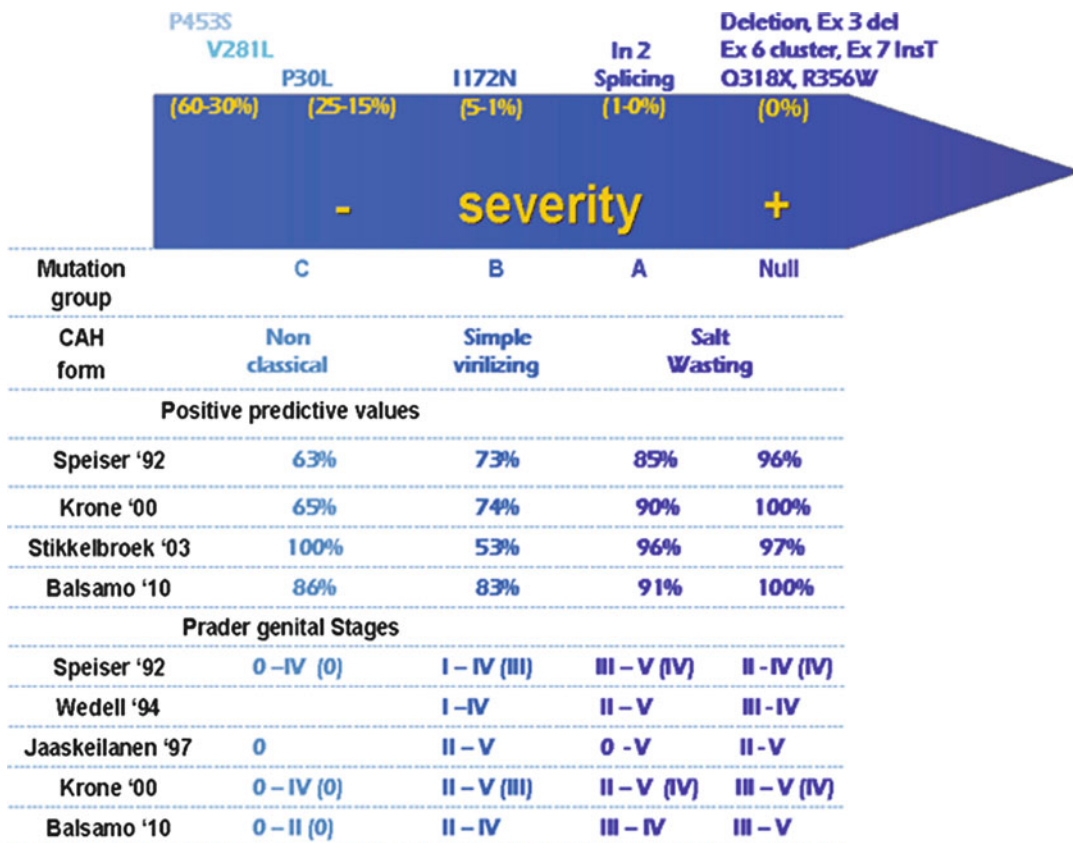 P453S
V281L
P30L
I172N
In 2
Splicing
Deletion, Ex 3 del
Ex 6 cluster, Ex 7 InsT
Q318X, R356W
(60-30%) (25-15%) (5-1%) (1-0%) (0%)
- severity +
Mutation group C B A Null
CAH form Non classical Simple virilizing Salt Wasting
Positive predictive values
Speiser '92 63% 73% 85% 96%
Krone '00 65% 74% 90% 100%
Stikkelbroek '03 100% 53% 96% 97%
Balsamo '10 86% 83% 91% 100%
Prader genital Stages
Speiser '92 0 –IV (0) I – IV (III) III – V (IV) II - IV (IV)
Wedell '94 I –IV II – V III - IV
Jaaskeilanen '97 0 II – V 0 - V II - V
Krone '00 0 – IV (0) II – V (III) II – V (IV) III – V (IV)
Balsamo '10 0 – II (0) II – IV III – IV III – V